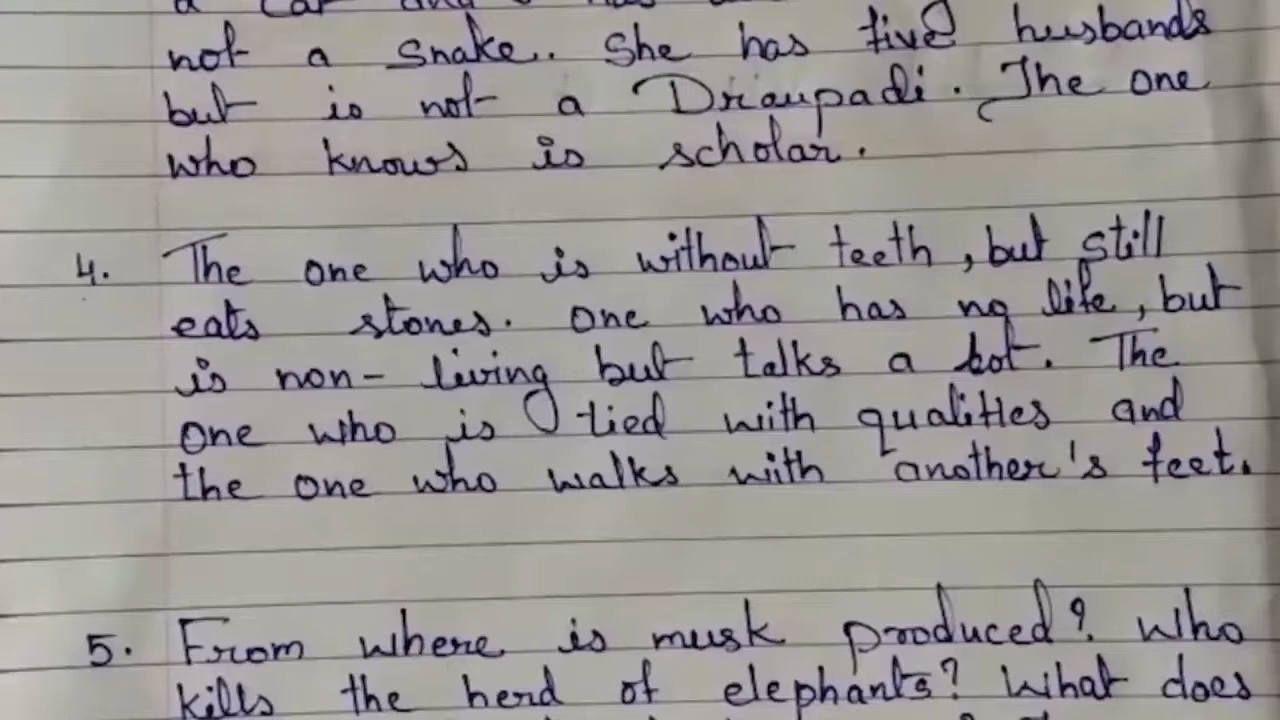 not a snake. She has five husbands
but is not a Draupadi. The one
who knows is scholar.
4. The one who is without teeth, but still
eats stones. One who has no life, but
is non-living but talks a lot. The
one who is tied with qualities and
the one who walks with another's feet.
5. From where is musk produced? Who
kills the herd of elephants? What does